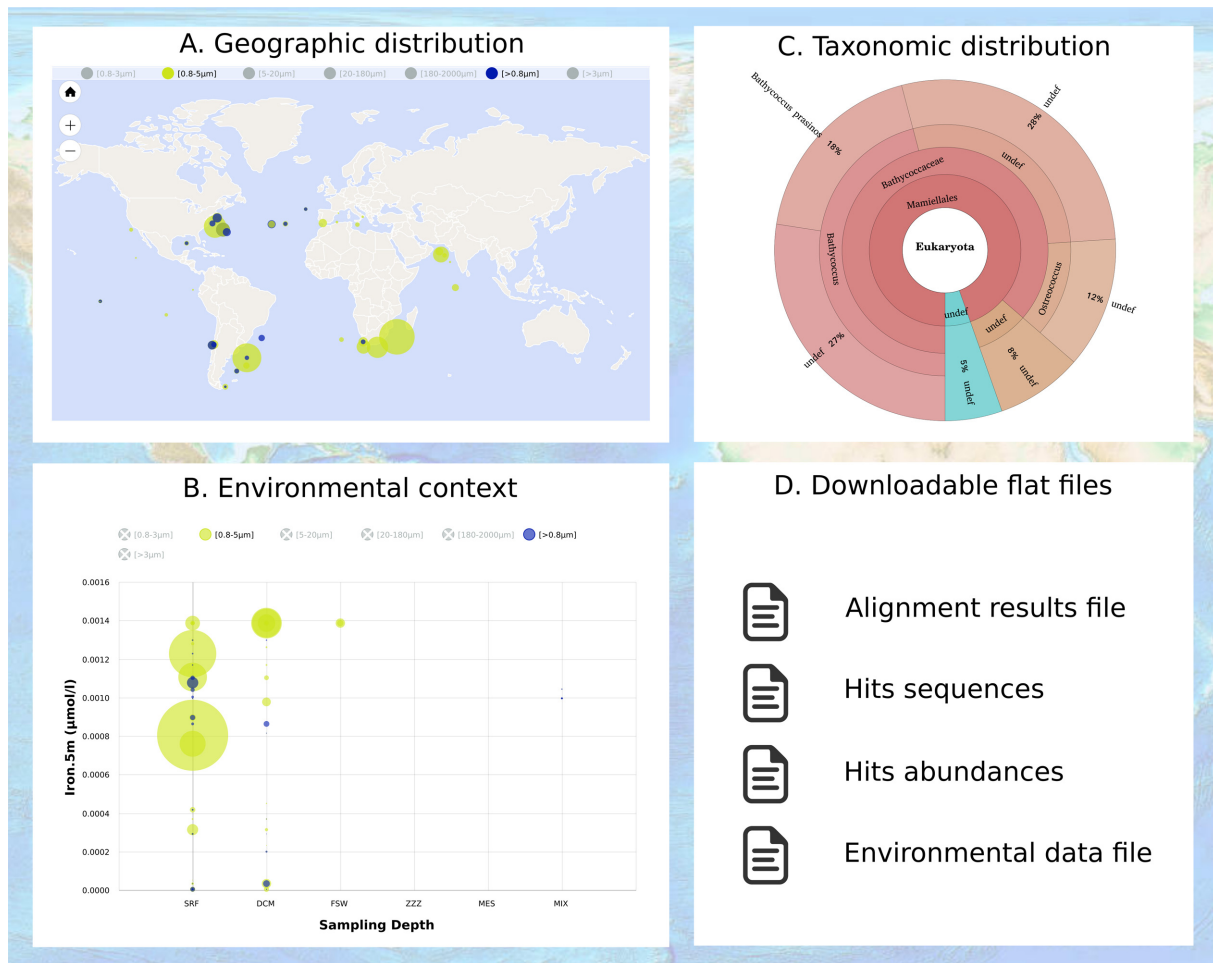 A. Geographic distribution
[0.8-3µm] [0.8-5µm] [5-20µm] [20-180µm] [180-2000µm] [>0.8µm] [>3µm]
+
−
B. Environmental context
[0.8-3µm] [0.8-5µm] [5-20µm] [20-180µm] [180-2000µm] [>0.8µm]
[>3µm]
Iron.5m (µmol/l)
0.0016
0.0014
0.0012
0.0010
0.0008
0.0006
0.0004
0.0002
0.0000
SRF DCM FSW ZZZ MES MIX
Sampling Depth
C. Taxonomic distribution
Bathycoccus prasinos 18%
28% undef
undef
Bathycoccaceae
Mamiellales
Eukaryota
Bathycoccus
undef 27%
Ostreococcus
12% undef
undef
undef
8% undef
5% undef
D. Downloadable flat files
Alignment results file
Hits sequences
Hits abundances
Environmental data file